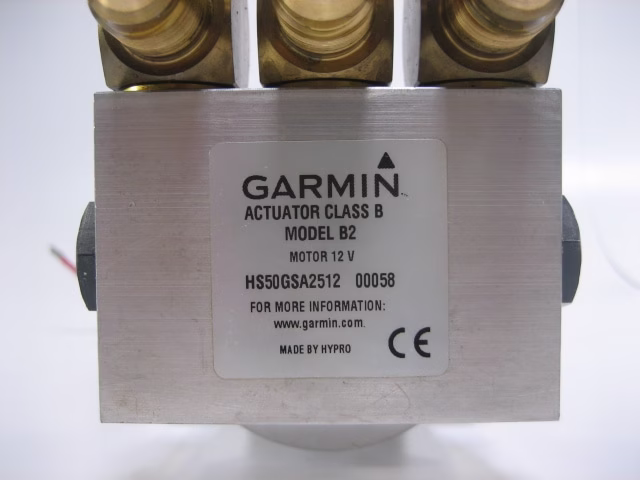 GARMIN
ACTUATOR CLASS B
MODEL B2
MOTOR 12 V
HS50GSA2512 00058
FOR MORE INFORMATION:
www.garmin.com
MADE BY HYPRO
CE